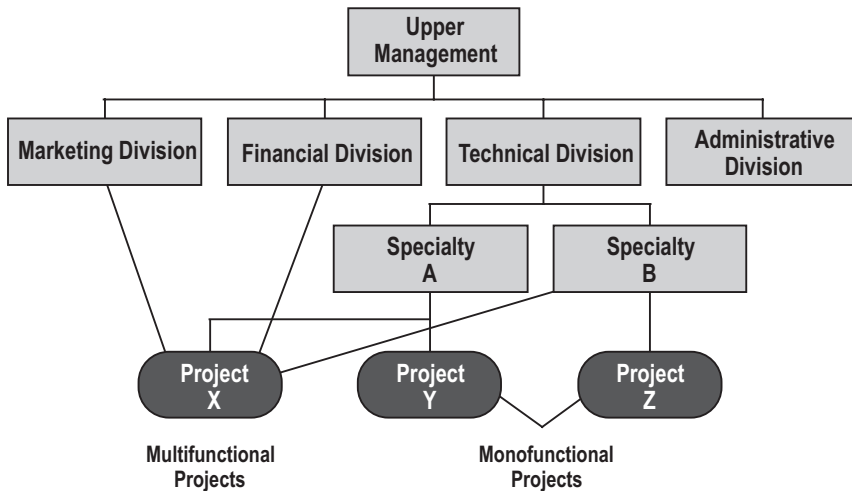 Upper
Management
Marketing Division
Financial Division
Technical Division
Administrative
Division
Specialty
A
Specialty
B
Project
X
Project
Y
Project
Z
Multifunctional
Projects
Monofunctional
Projects